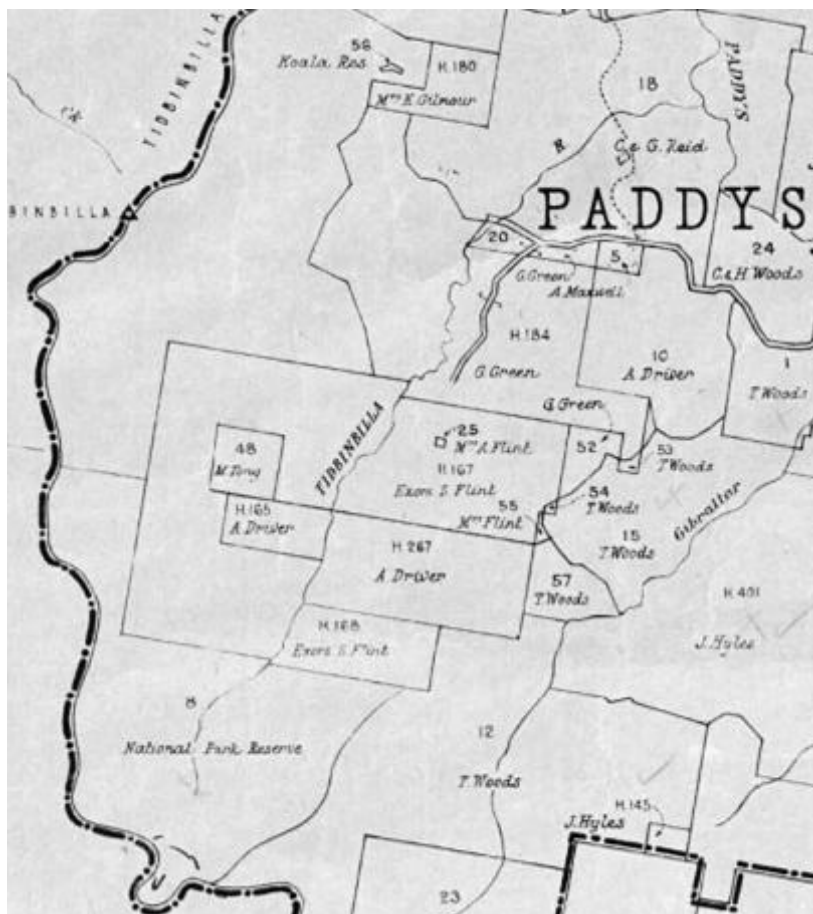 56
Koala Res
H.180
Mrs E. Gilmour
TIDBINBILLA
PADDY'S
18
R
C & G. Reid
BINBILLA
PADDYS
20
5
24
G. Green
A. Maxwell
C. & H. Woods
H.184
G. Green
10
A. Driver
1
T. Woods
G. Green
TIDBINBILLA
25
Mrs A. Flint
52
53
T. Woods
48
H.167
Exors S. Flint
54
T. Woods
Gibraltar
H.165
A. Driver
55
Mrs Flint
15
T. Woods
H.267
A. Driver
57
T. Woods
H.401
J. Hyles
H.168
Exors S. Flint
8
National Park Reserve
12
T. Woods
H.145
J. Hyles
23